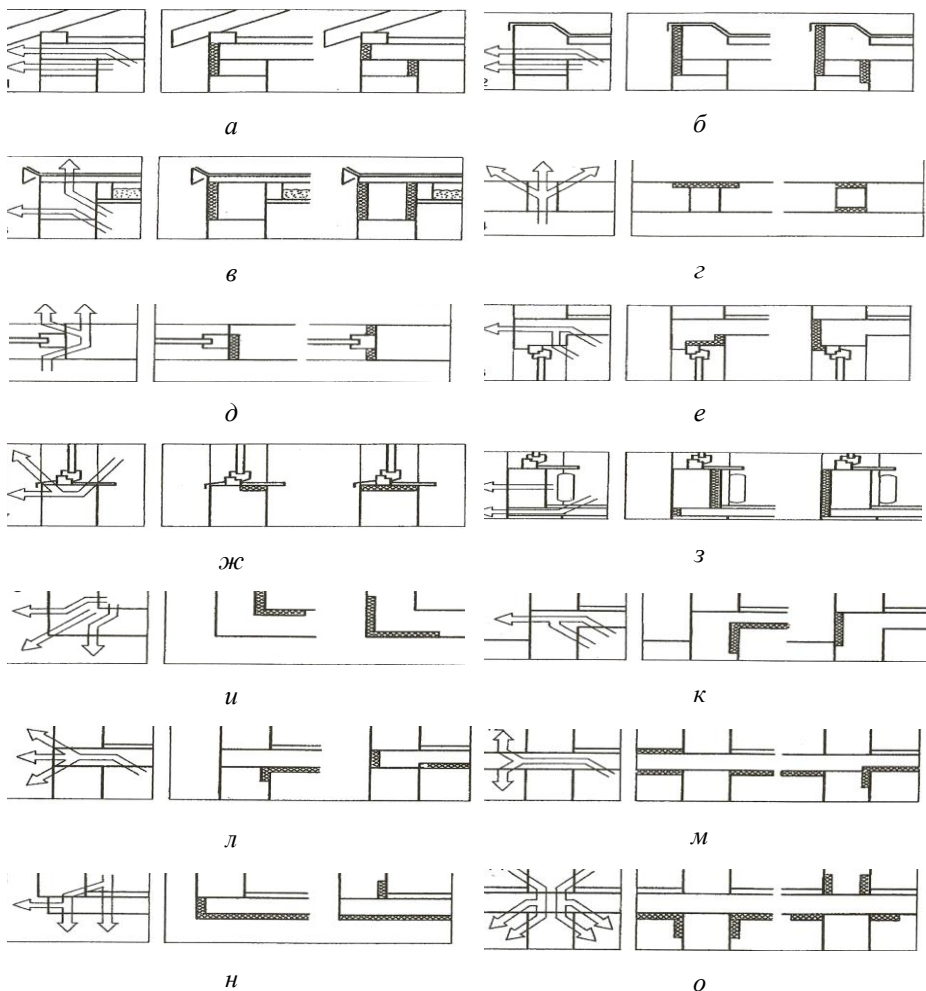 а
б
в
г
д
е
ж
з
и
к
л
м
н
о